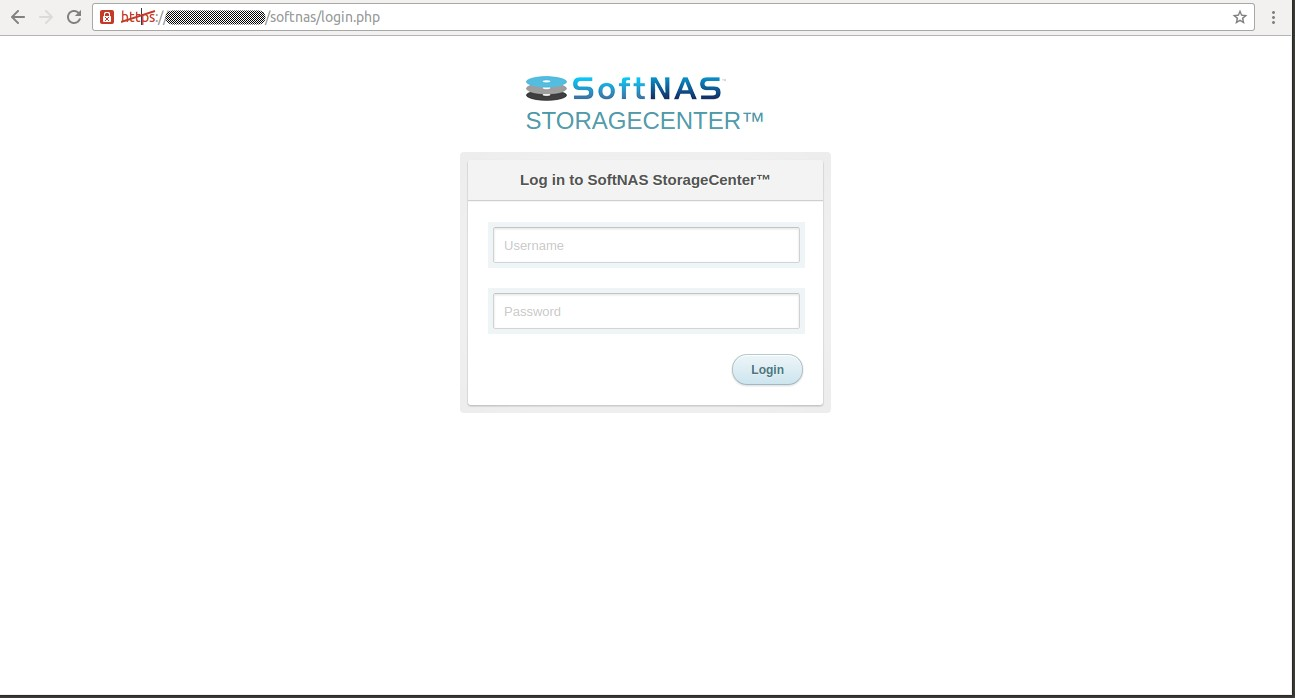 https:// /softnas/login.php
SoftNAS
STORAGECENTER™
Log in to SoftNAS StorageCenter™
Username
Password
Login